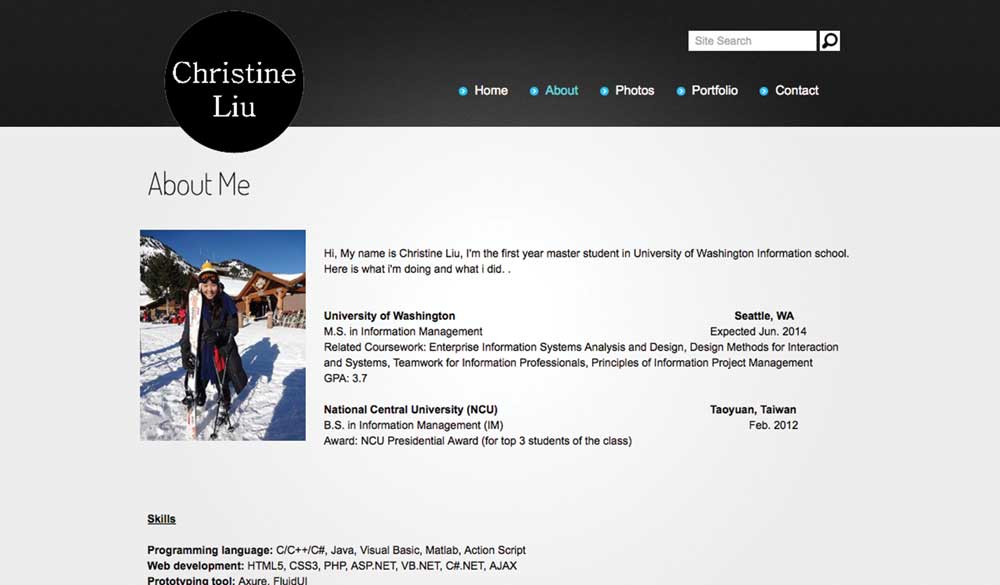 Christine
Liu
Site Search
Home
About
Photos
Portfolio
Contact
About Me
Hi, My name is Christine Liu, I'm the first year master student in University of Washington Information school.
Here is what i'm doing and what i did. .
University of Washington Seattle, WA
M.S. in Information Management Expected Jun. 2014
Related Coursework: Enterprise Information Systems Analysis and Design, Design Methods for Interaction
and Systems, Teamwork for Information Professionals, Principles of Information Project Management
GPA: 3.7
National Central University (NCU) Taoyuan, Taiwan
B.S. in Information Management (IM) Feb. 2012
Award: NCU Presidential Award (for top 3 students of the class)
Skills
Programming language: C/C++/C#, Java, Visual Basic, Matlab, Action Script
Web development: HTML5, CSS3, PHP, ASP.NET, VB.NET, C#.NET, AJAX
Prototyping tool: Axure, FluidUI